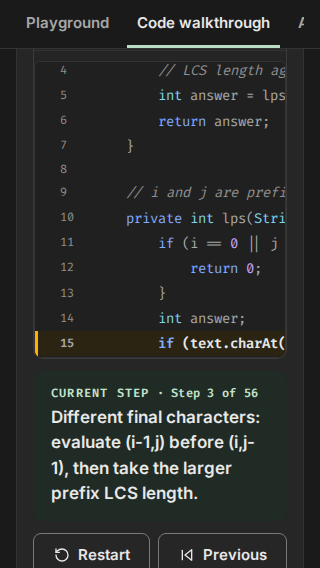 Playground Code walkthrough
4 // LCS length ag
5 int answer = lps
6 return answer;
7 }
8
9 // i and j are prefi
10 private int lps(Stri
11 if (i == 0 || j
12 return 0;
13 }
14 int answer;
15 if (text.charAt(
CURRENT STEP · Step 3 of 56
Different final characters:
evaluate (i-1,j) before (i,j-
1), then take the larger
prefix LCS length.
Restart Previous